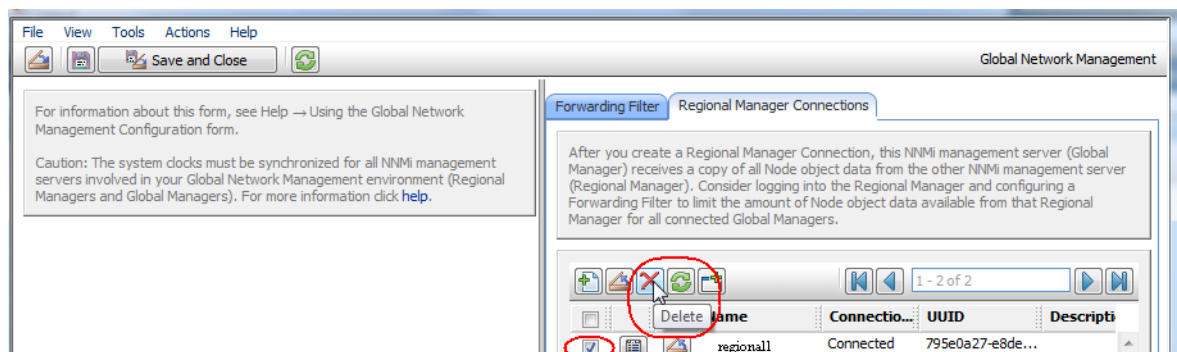 File View Tools Actions Help
Save and Close
Global Network Management
For information about this form, see Help → Using the Global Network
Management Configuration form.
Caution: The system clocks must be synchronized for all NNMi management
servers involved in your Global Network Management environment (Regional
Managers and Global Managers). For more information click help.
Forwarding Filter Regional Manager Connections
After you create a Regional Manager Connection, this NNMi management server (Global
Manager) receives a copy of all Node object data from the other NNMi management server
(Regional Manager). Consider logging into the Regional Manager and configuring a
Forwarding Filter to limit the amount of Node object data available from that Regional
Manager for all connected Global Managers.
1 - 2 of 2
Delete ame Connectio... UUID Descripti
regional1 Connected 795e0a27-e8de...